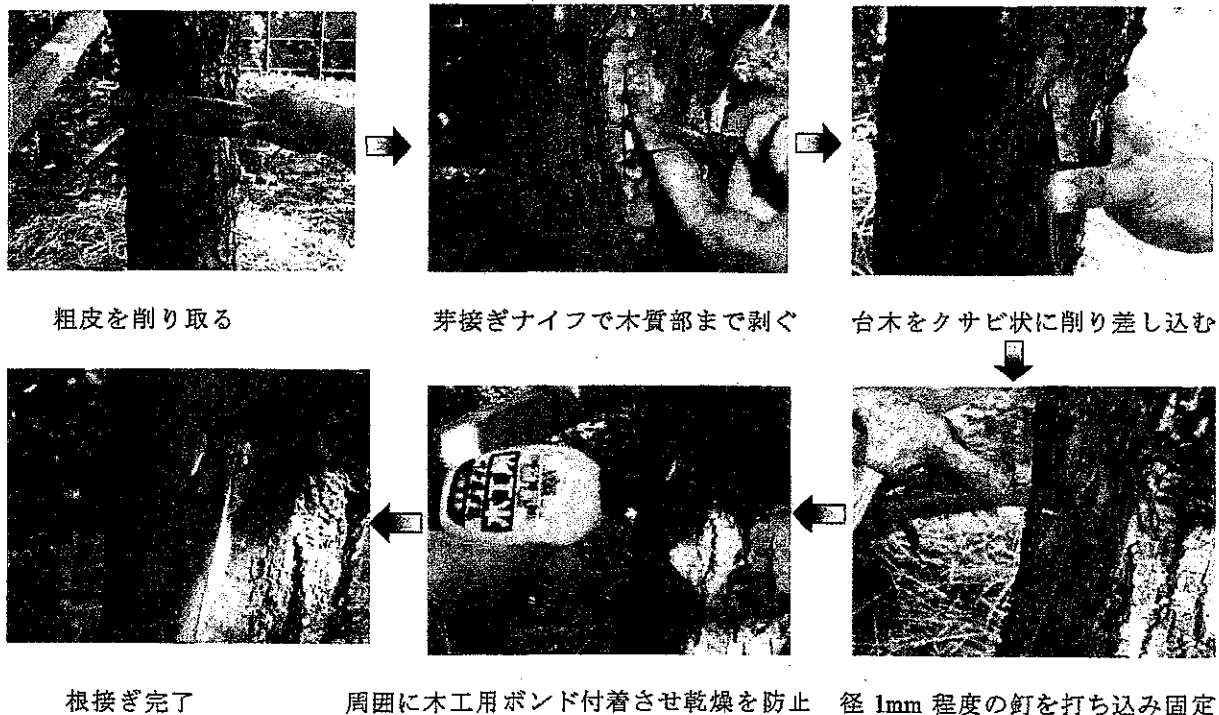 粗皮を削り取る
芽接ぎナイフで木質部まで剥ぐ
台木をクサビ状に削り差し込む
径 1mm 程度の釘を打ち込み固定
周囲に木工用ボンド付着させ乾燥を防止
根接ぎ完了